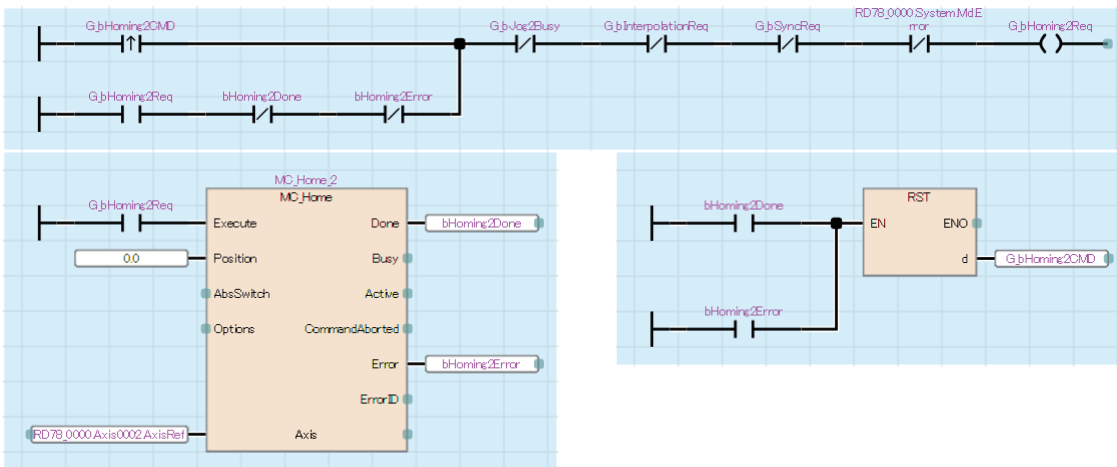 G_bHoming2CMD
G_bJog2Busy
G_bInterpolationReq
G_bSyncReq
RD78_0000.System.Md.E
rror
G_bHoming2Req
G_bHoming2Req
bHoming2Done
bHoming2Error
MC_Home_2
MC_Home
G_bHoming2Req
Execute
Done
bHoming2Done
0.0
Position
Busy
AbsSwitch
Active
Options
CommandAborted
Error
bHoming2Error
ErrorID
RD78_0000.Axis0002.AxisRef
Axis
bHoming2Done
RST
EN
ENO
d
G_bHoming2CMD
bHoming2Error